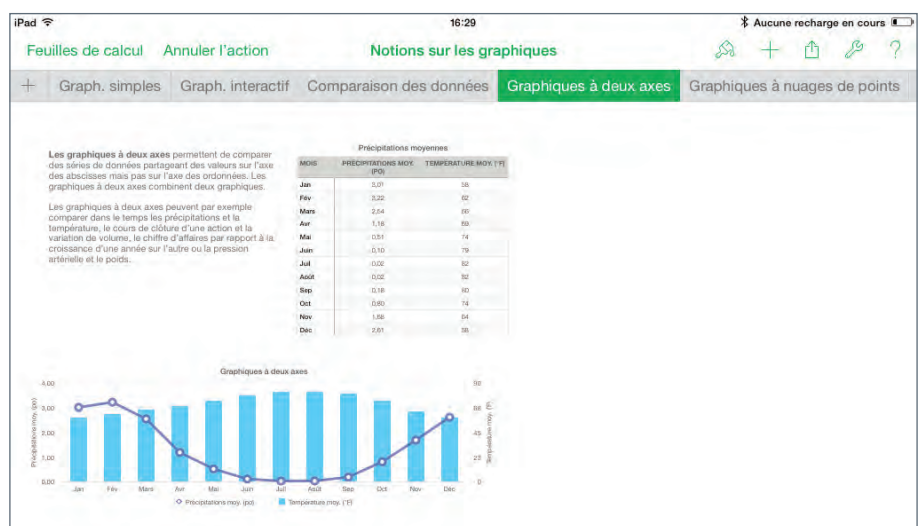 iPad 16:29 Aucune recharge en cours
Feuilles de calcul Annuler l'action Notions sur les graphiques ?
+ Graph. simples Graph. interactif Comparaison des données Graphiques à deux axes Graphiques à nuages de points
Les graphiques à deux axes permettent de comparer
des séries de données partageant des valeurs sur l'axe
des abscisses mais pas sur l'axe des ordonnées. Les
graphiques à deux axes combinent deux graphiques.
Les graphiques à deux axes peuvent par exemple
comparer dans le temps les précipitations et la
température, le cours de clôture d'une action et la
variation de volume, le chiffre d'affaires par rapport à la
croissance d'une année sur l'autre ou la pression
artérielle et le poids.
Précipitations moyennes
MOIS PRÉCIPITATIONS MOY. (PO) TEMPÉRATURE MOY. (°F)
Jan 3,01 58
Fév 3,22 62
Mars 2,54
Avr 1,16 69
Mai 0,51 74
Juin 0,10 79
Juil 0,02 82
Août 0,02 82
Sep 0,18 80
Oct 0,80 74
Nov 1,68 64
Déc 2,61 58
Graphiques à deux axes
Précipitations moy. (po)
4,00
3,00
2,00
1,00
0,00
90
68
45
23
0
Température moy. (°F)
Jan Fév Mars Avr Mai Juin Juil Août Sep Oct Nov Déc
Précipitations moy. (po) Température moy. (°F)